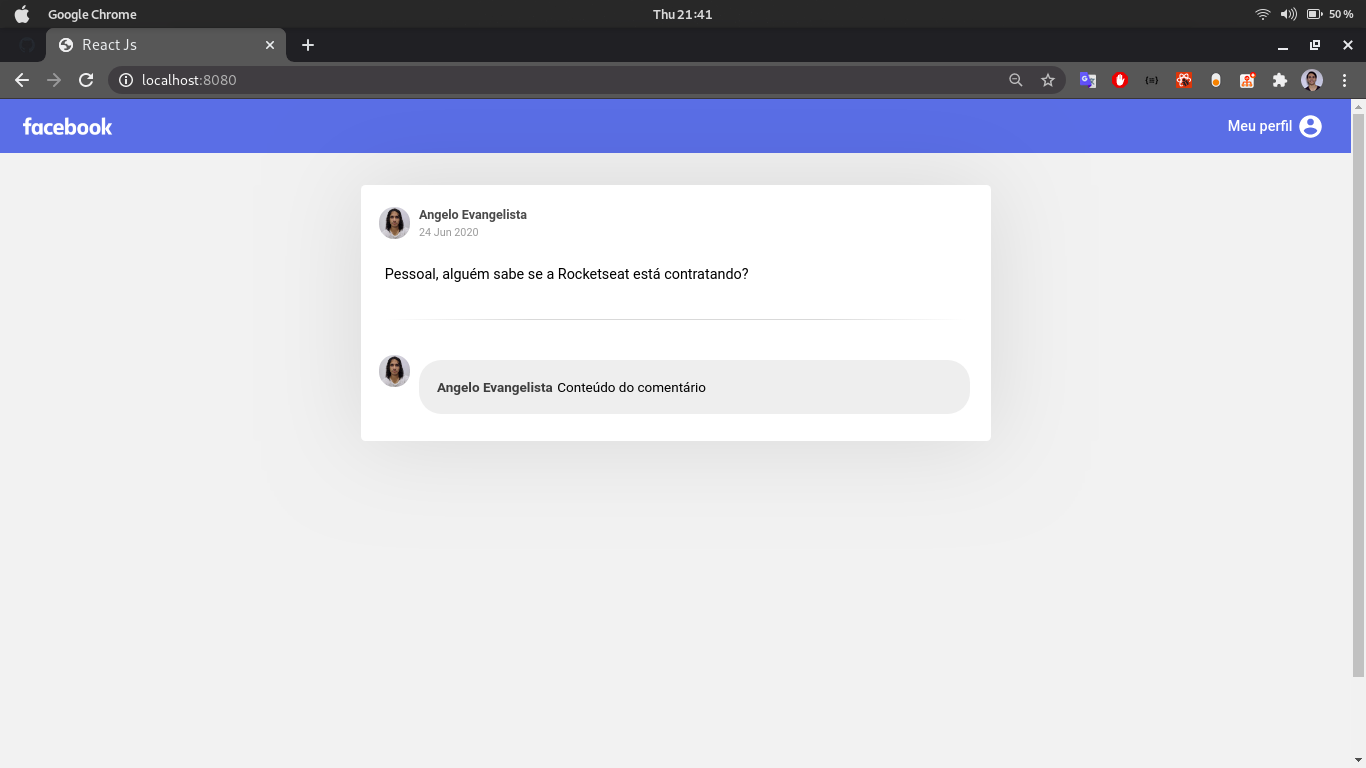 Google Chrome
Thu 21:41
50 %
React Js
localhost:8080
facebook
Meu perfil
Angelo Evangelista
24 Jun 2020
Pessoal, alguém sabe se a Rocketseat está contratando?
Angelo Evangelista Conteúdo do comentário